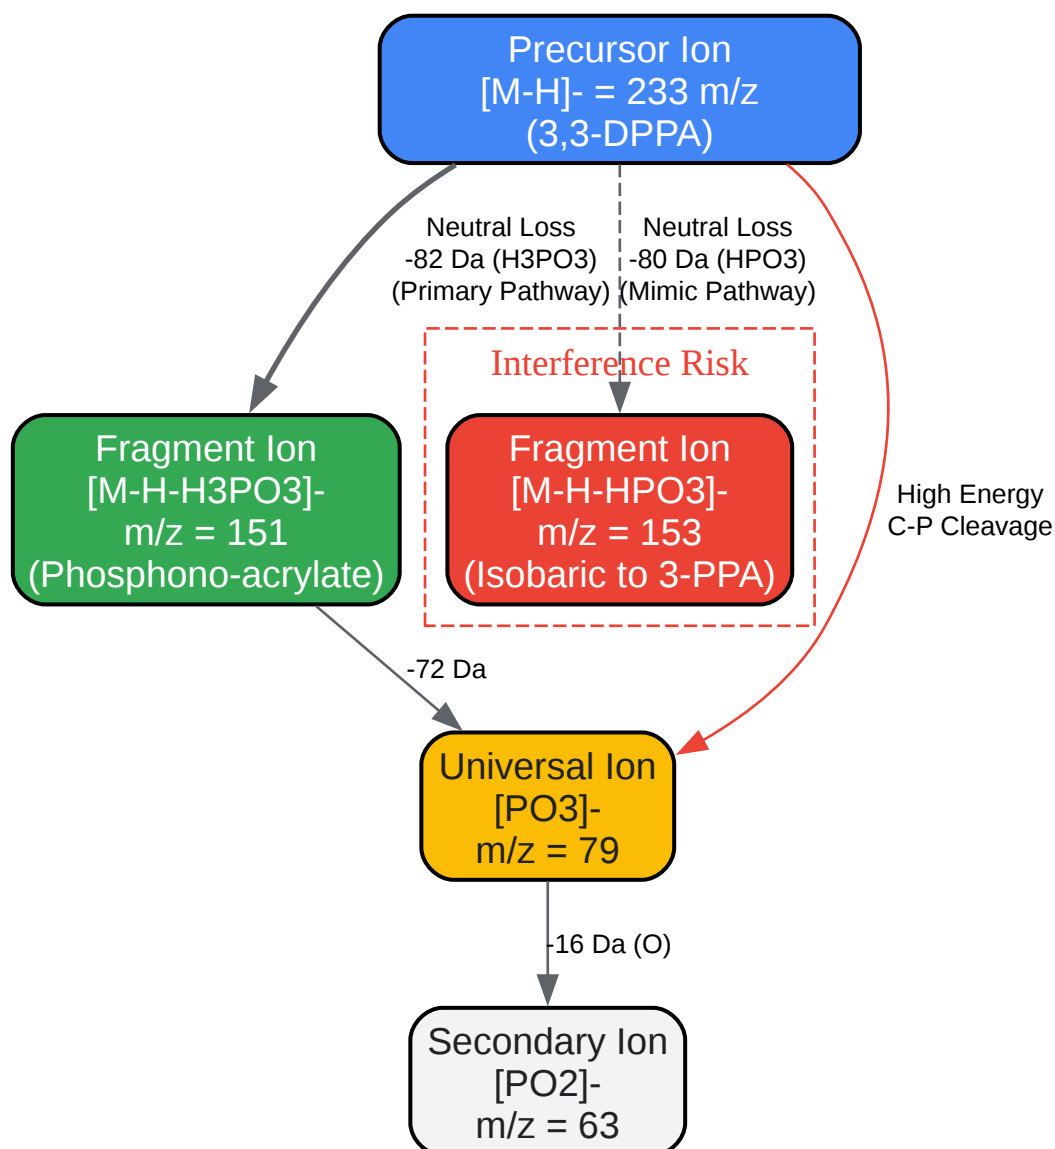 Precursor Ion
[M-H]- = 233 m/z
(3,3-DPPA)
Neutral Loss
-82 Da (H3PO3)
(Primary Pathway)
Neutral Loss
-80 Da (HPO3)
(Mimic Pathway)
Interference Risk
Fragment Ion
[M-H-H3PO3]-
m/z = 151
(Phosphono-acrylate)
Fragment Ion
[M-H-HPO3]-
m/z = 153
(Isobaric to 3-PPA)
High Energy
C-P Cleavage
-72 Da
Universal Ion
[PO3]-
m/z = 79
-16 Da (O)
Secondary Ion
[PO2]-
m/z = 63